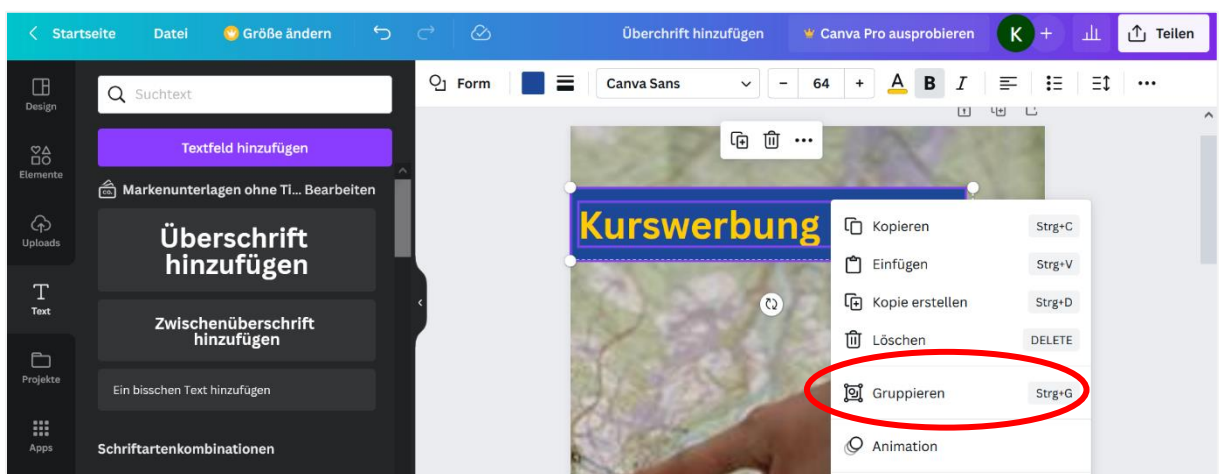 Startseite Datei Größe ändern Überchrift hinzufügen Canva Pro ausprobieren K + Teilen
Design
Suchtext
Form Canva Sans - 64 + A B I
Textfeld hinzufügen
Elemente
Markenunterlagen ohne Ti... Bearbeiten
Uploads
Überschrift
hinzufügen
Kurswerbung
Kopieren Strg+C
Einfügen Strg+V
Text
Zwischenüberschrift
hinzufügen
Kopie erstellen Strg+D
Löschen DELETE
Projekte
Ein bisschen Text hinzufügen
Gruppieren Strg+G
Apps
Schriftartenkombinationen
Animation